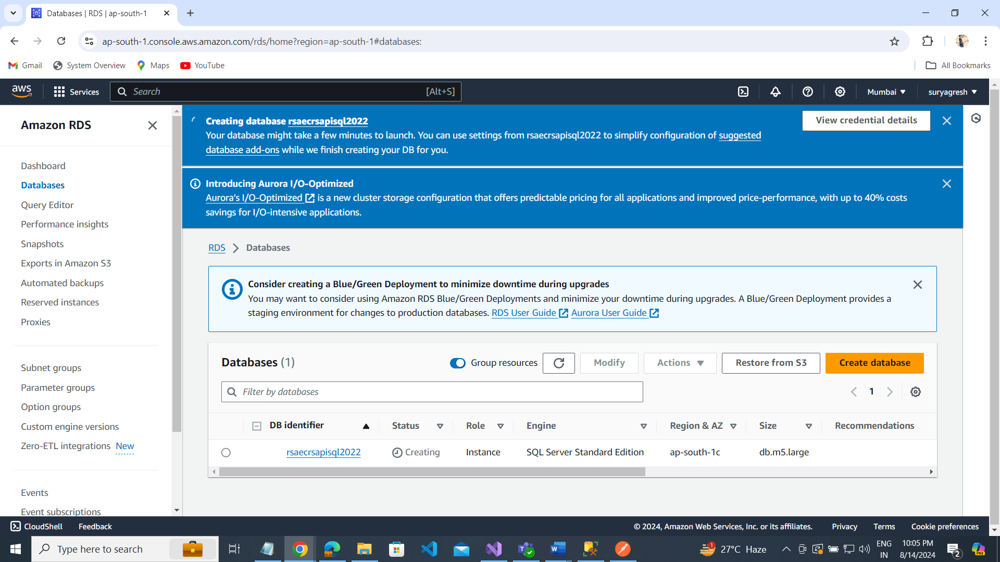 Databases | RDS | ap-south-1
ap-south-1.console.aws.amazon.com/rds/home?region=ap-south-1#databases:
Gmail System Overview Maps YouTube All Bookmarks
aws Services Search [Alt+S] Mumbai suryagresh
Amazon RDS
Dashboard
Databases
Query Editor
Performance insights
Snapshots
Exports in Amazon S3
Automated backups
Reserved instances
Proxies
Subnet groups
Parameter groups
Option groups
Custom engine versions
Zero-ETL integrations New
Events
Event subscriptions
Creating database rsaecrsapisql2022
View credential details
Your database might take a few minutes to launch. You can use settings from rsaecrsapisql2022 to simplify configuration of suggested
database add-ons while we finish creating your DB for you.
Introducing Aurora I/O-Optimized
Aurora's I/O-Optimized is a new cluster storage configuration that offers predictable pricing for all applications and improved price-performance, with up to 40% costs
savings for I/O-intensive applications.
RDS Databases
Consider creating a Blue/Green Deployment to minimize downtime during upgrades
You may want to consider using Amazon RDS Blue/Green Deployments and minimize your downtime during upgrades. A Blue/Green Deployment provides a
staging environment for changes to production databases. RDS User Guide Aurora User Guide
Databases (1) Group resources Modify Actions Restore from S3 Create database
Filter by databases 1
DB identifier Status Role Engine Region & AZ Size Recommendations
rsaecrsapisql2022 Creating Instance SQL Server Standard Edition ap-south-1c db.m5.large
CloudShell Feedback © 2024, Amazon Web Services, Inc. or its affiliates. Privacy Terms Cookie preferences
Type here to search 1 27°C Haze ENG 10:05 PM 2 PRE
IN 8/14/2024